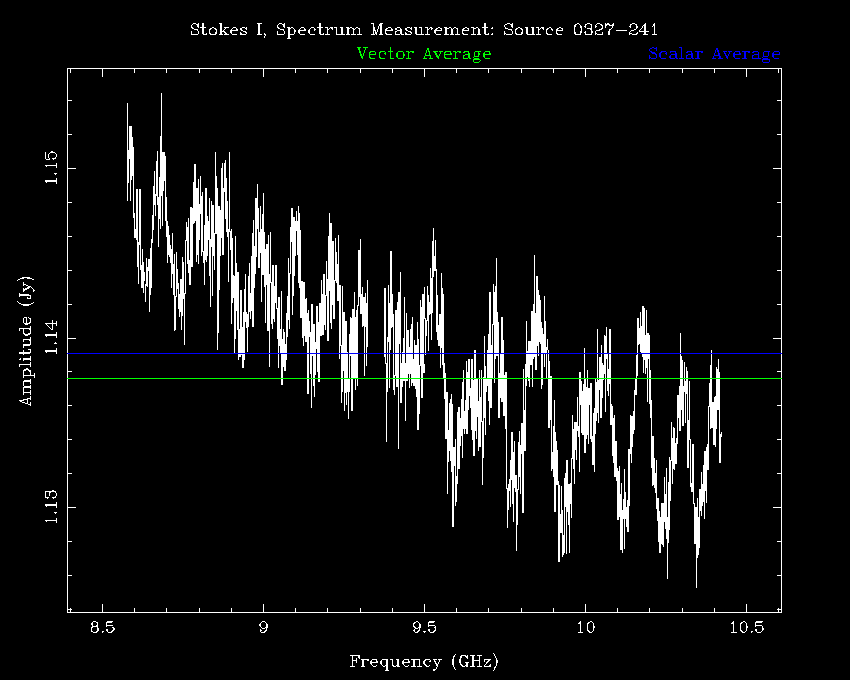 Stokes I, Spectrum Measurement: Source 0327-241
Vector Average
Scalar Average
1.15
1.14
1.13
Amplitude (Jy)
8.5
9
9.5
10
10.5
Frequency (GHz)